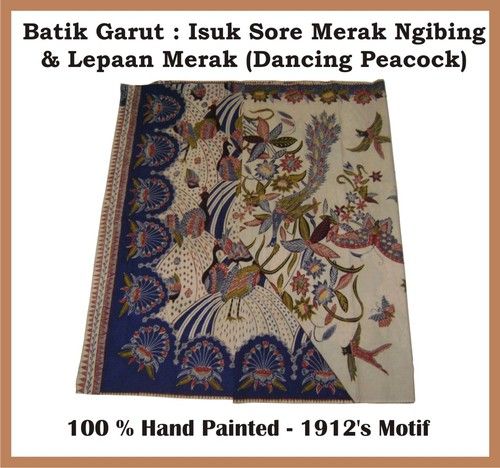 Batik Garut : Isuk Sore Merak Ngibing
& Lepaan Merak (Dancing Peacock)
100 % Hand Painted - 1912's Motif